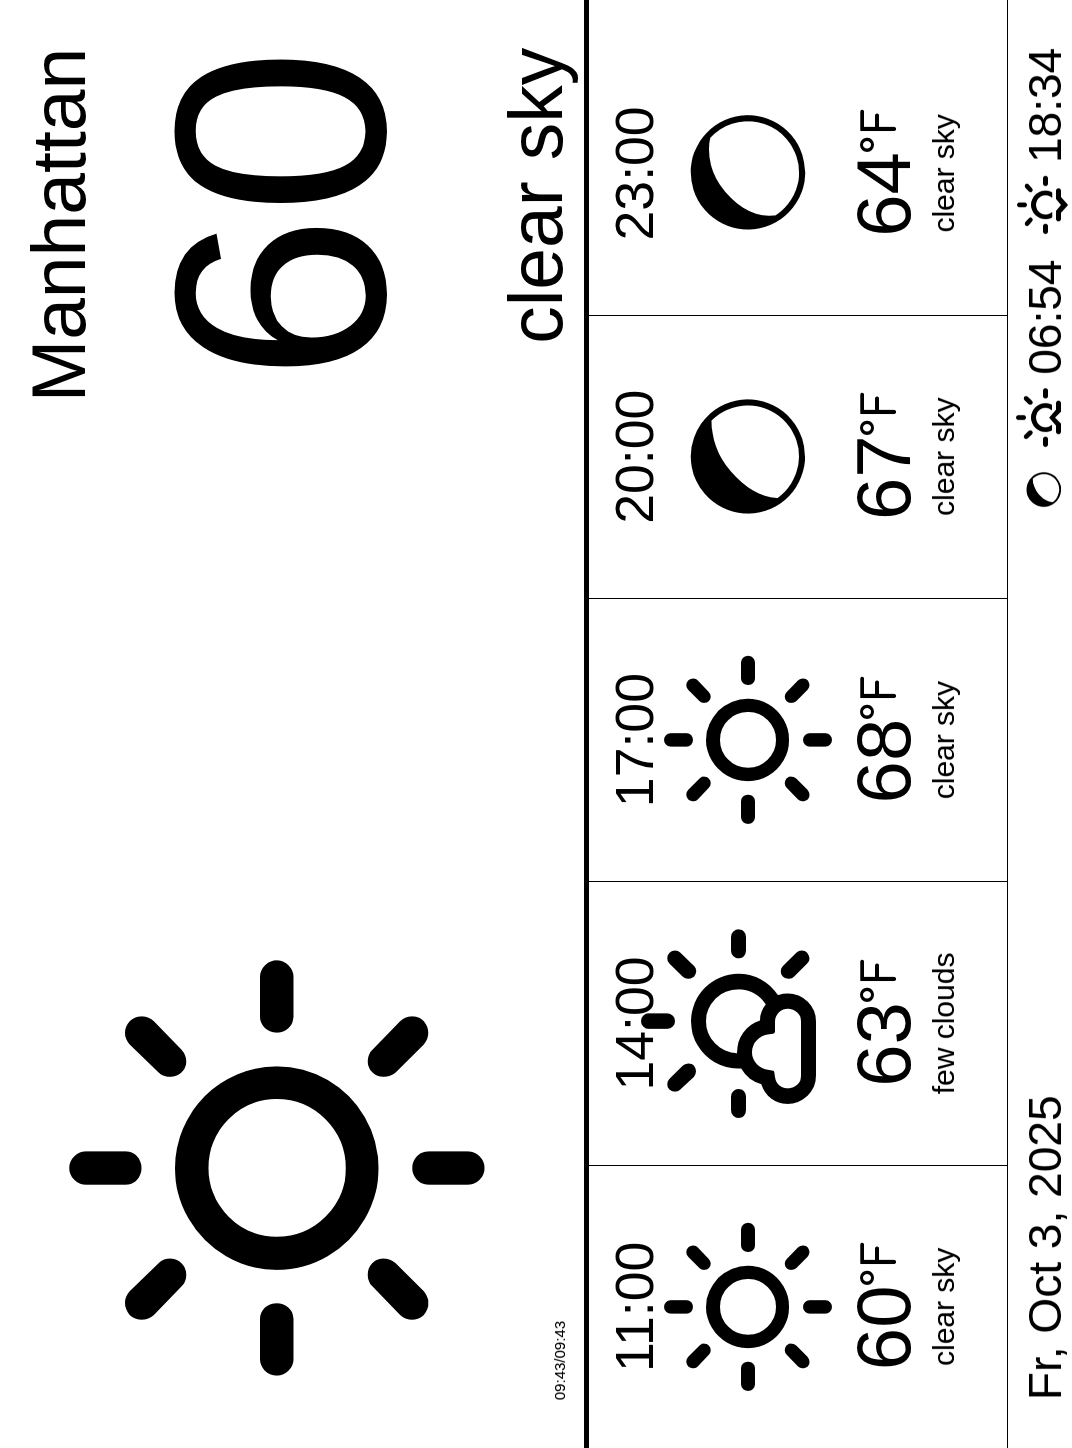 Manhattan
60
clear sky
09:43/09:43
11:00
60°F
clear sky
14:00
63°F
few clouds
17:00
68°F
clear sky
20:00
67°F
clear sky
23:00
64°F
clear sky
Fr, Oct 3, 2025
06:54
18:34